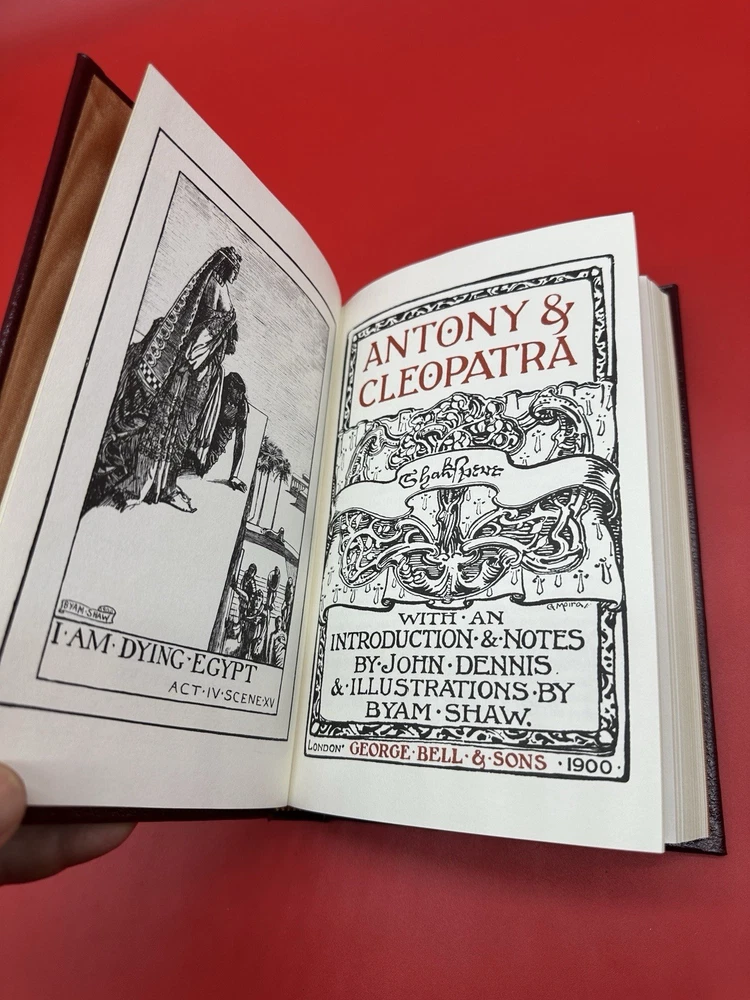 BYAM·SHAW
I·AM·DYING·EGYPT
ACT·IV·SCENE·XV
ANTONY &
CLEOPATRA
Shakspere
WITH·AN
INTRODUCTION·&·NOTES
BY·JOHN·DENNIS
&·ILLUSTRATIONS·BY
BYAM·SHAW.
LONDON· GEORGE·BELL·&·SONS ·1900·